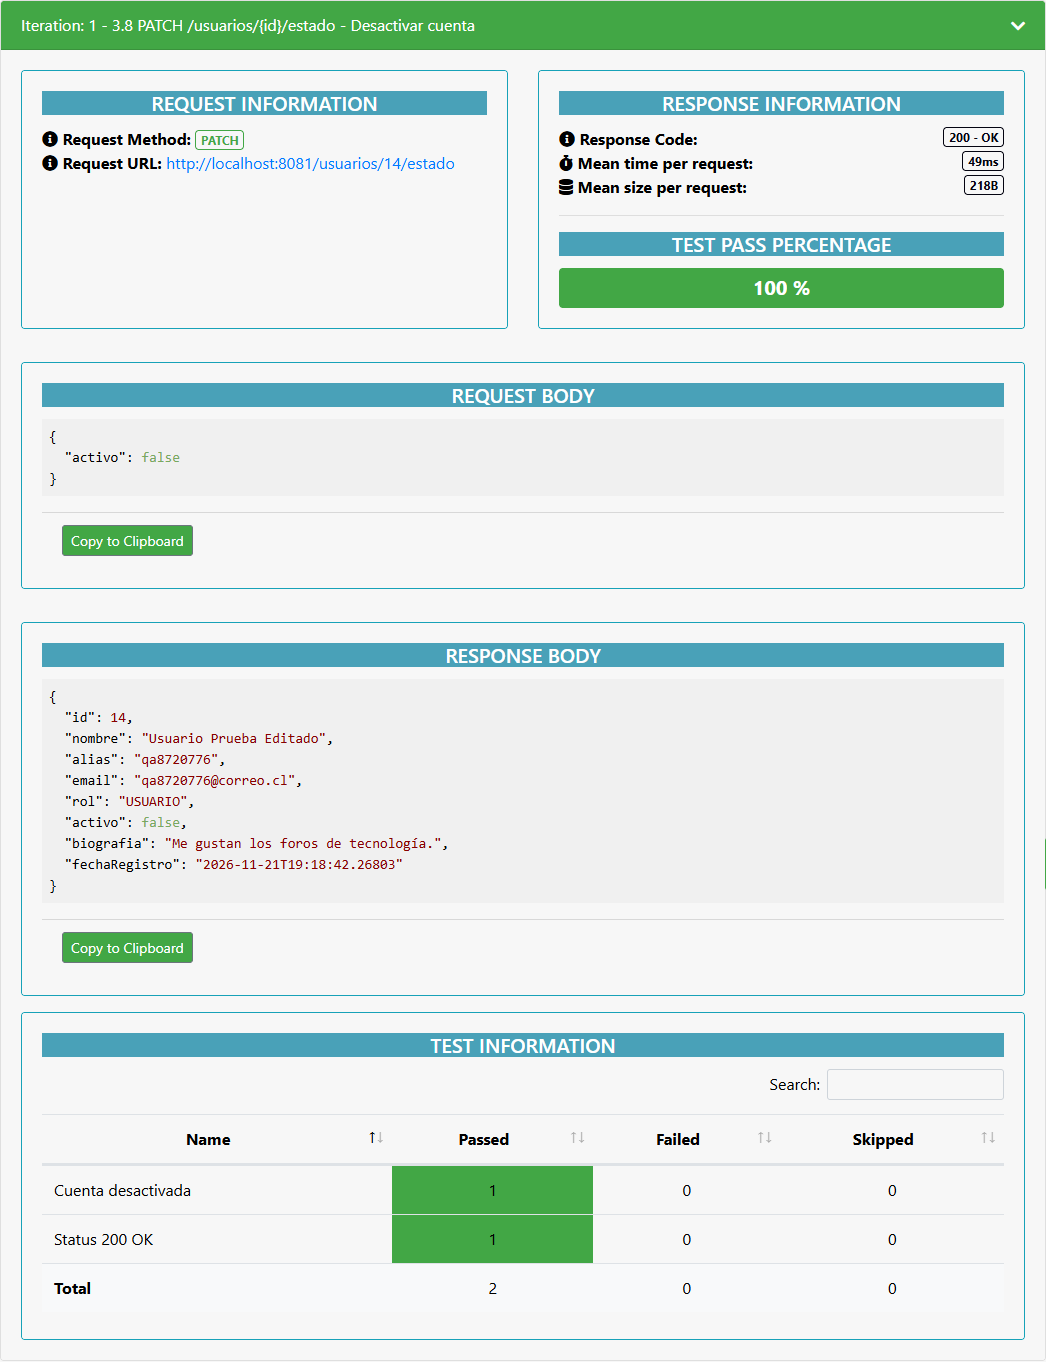 Iteration: 1 - 3.8 PATCH /usuarios/{id}/estado - Desactivar cuenta
REQUEST INFORMATION
Request Method: PATCH
Request URL: http://localhost:8081/usuarios/14/estado
RESPONSE INFORMATION
Response Code: 200 - OK
Mean time per request: 49ms
Mean size per request: 218B
TEST PASS PERCENTAGE
100 %
REQUEST BODY
{
  "activo": false
}
Copy to Clipboard
RESPONSE BODY
{
  "id": 14,
  "nombre": "Usuario Prueba Editado",
  "alias": "qa8720776",
  "email": "qa8720776@correo.cl",
  "rol": "USUARIO",
  "activo": false,
  "biografia": "Me gustan los foros de tecnología.",
  "fechaRegistro": "2026-11-21T19:18:42.26803"
}
Copy to Clipboard
TEST INFORMATION
Search:
Name Passed Failed Skipped
Cuenta desactivada 1 0 0
Status 200 OK 1 0 0
Total 2 0 0